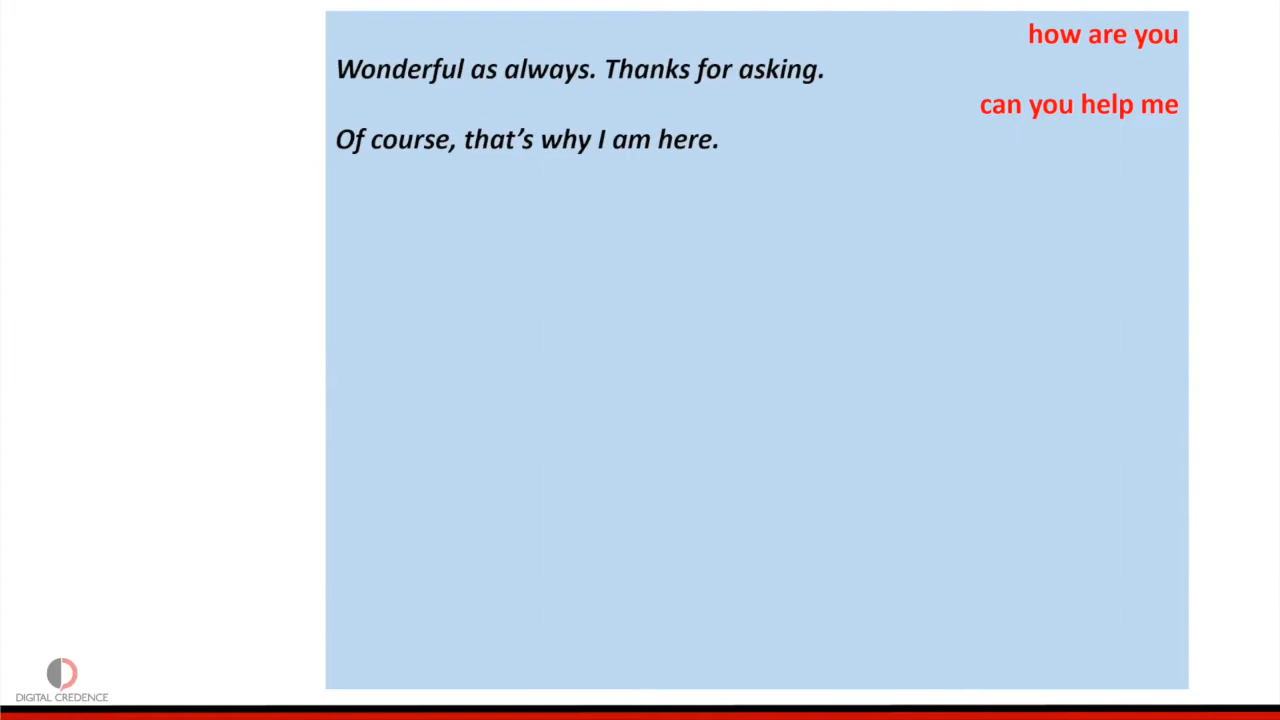 how are you
Wonderful as always. Thanks for asking.
can you help me
Of course, that’s why I am here.
DIGITAL CREDENCE